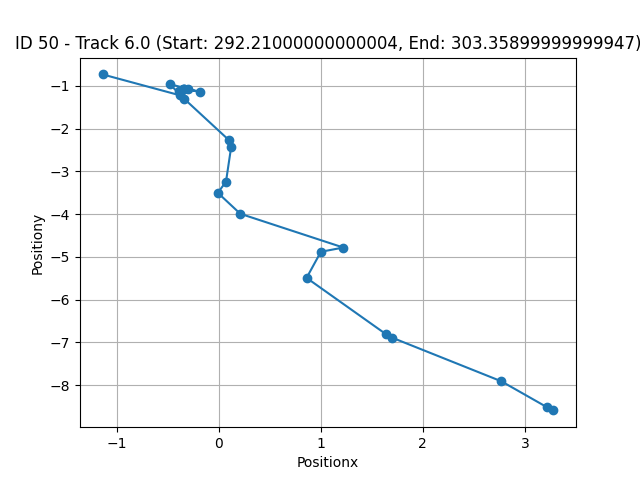 ID 50 - Track 6.0 (Start: 292.21000000000004, End: 303.35899999999947)
−1
−2
−3
−4
−5
−6
−7
−8
Positiony
−1 0 1 2 3
Positionx